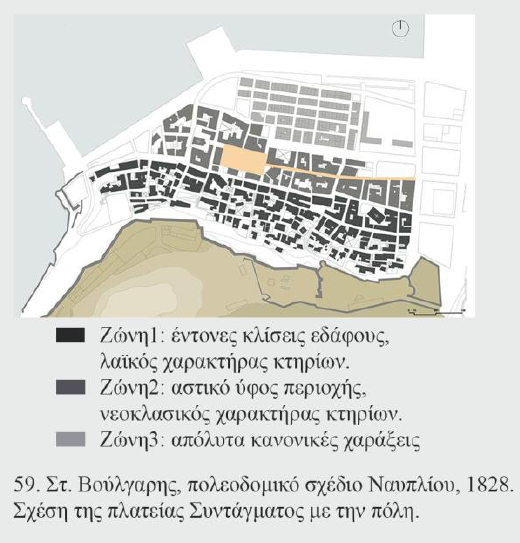 Ζώνη1: έντονες κλίσεις εδάφους,
λαϊκός χαρακτήρας κτηρίων.
Ζώνη2: αστικό ύφος περιοχής,
νεοκλασικός χαρακτήρας κτηρίων.
Ζώνη3: απόλυτα κανονικές χαράξεις
59. Στ. Βούλγαρης, πολεοδομικό σχέδιο Ναυπλίου, 1828.
Σχέση της πλατείας Συντάγματος με την πόλη.